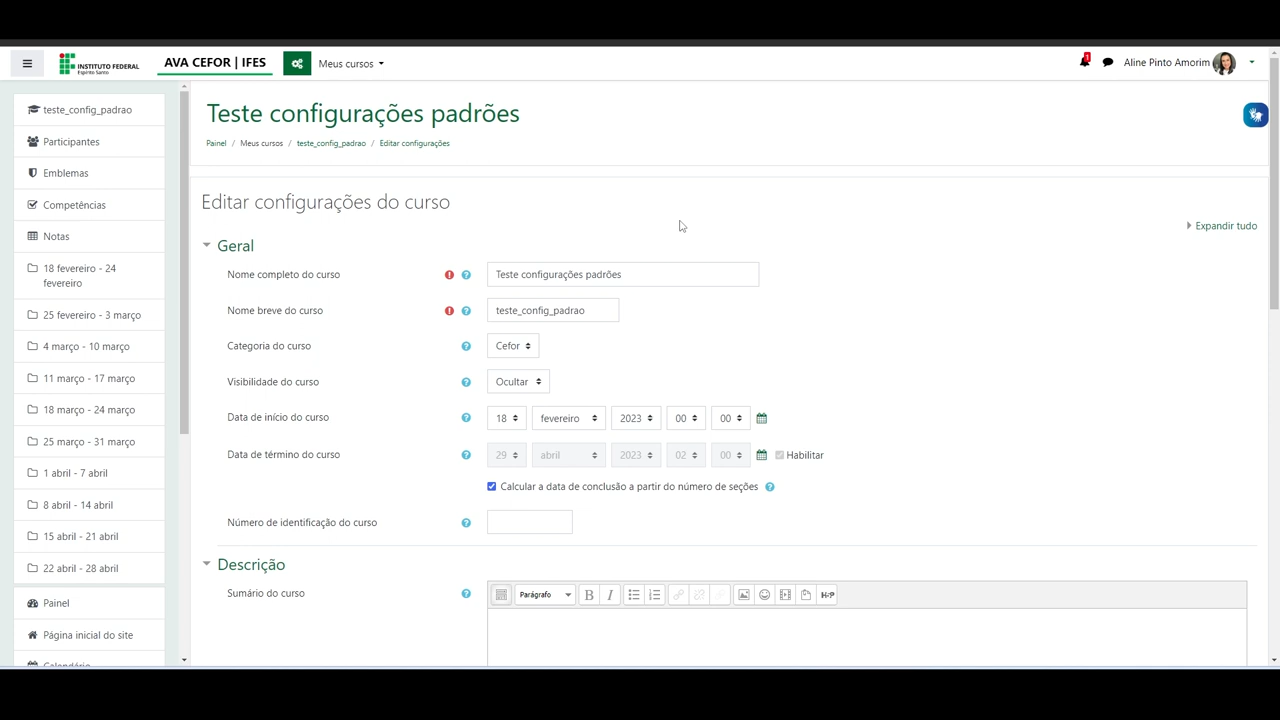 INSTITUTO FEDERAL
Espírito Santo
AVA CEFOR | IFES
Meus cursos
1
Aline Pinto Amorim
teste_config_padrao
Participantes
Emblemas
Competências
Notas
18 fevereiro - 24
fevereiro
25 fevereiro - 3 março
4 março - 10 março
11 março - 17 março
18 março - 24 março
25 março - 31 março
1 abril - 7 abril
8 abril - 14 abril
15 abril - 21 abril
22 abril - 28 abril
Painel
Página inicial do site
Calendário
Teste configurações padrões
Painel / Meus cursos / teste_config_padrao / Editar configurações
Editar configurações do curso
Expandir tudo
Geral
Nome completo do curso ! ? Teste configurações padrões
Nome breve do curso ! ? teste_config_padrao
Categoria do curso ? Cefor
Visibilidade do curso ? Ocultar
Data de início do curso ? 18 fevereiro 2023 00 00
Data de término do curso ? 29 abril 2023 02 00 Habilitar
Calcular a data de conclusão a partir do número de seções ?
Número de identificação do curso ?
Descrição
Sumário do curso ? Parágrafo B I H-P